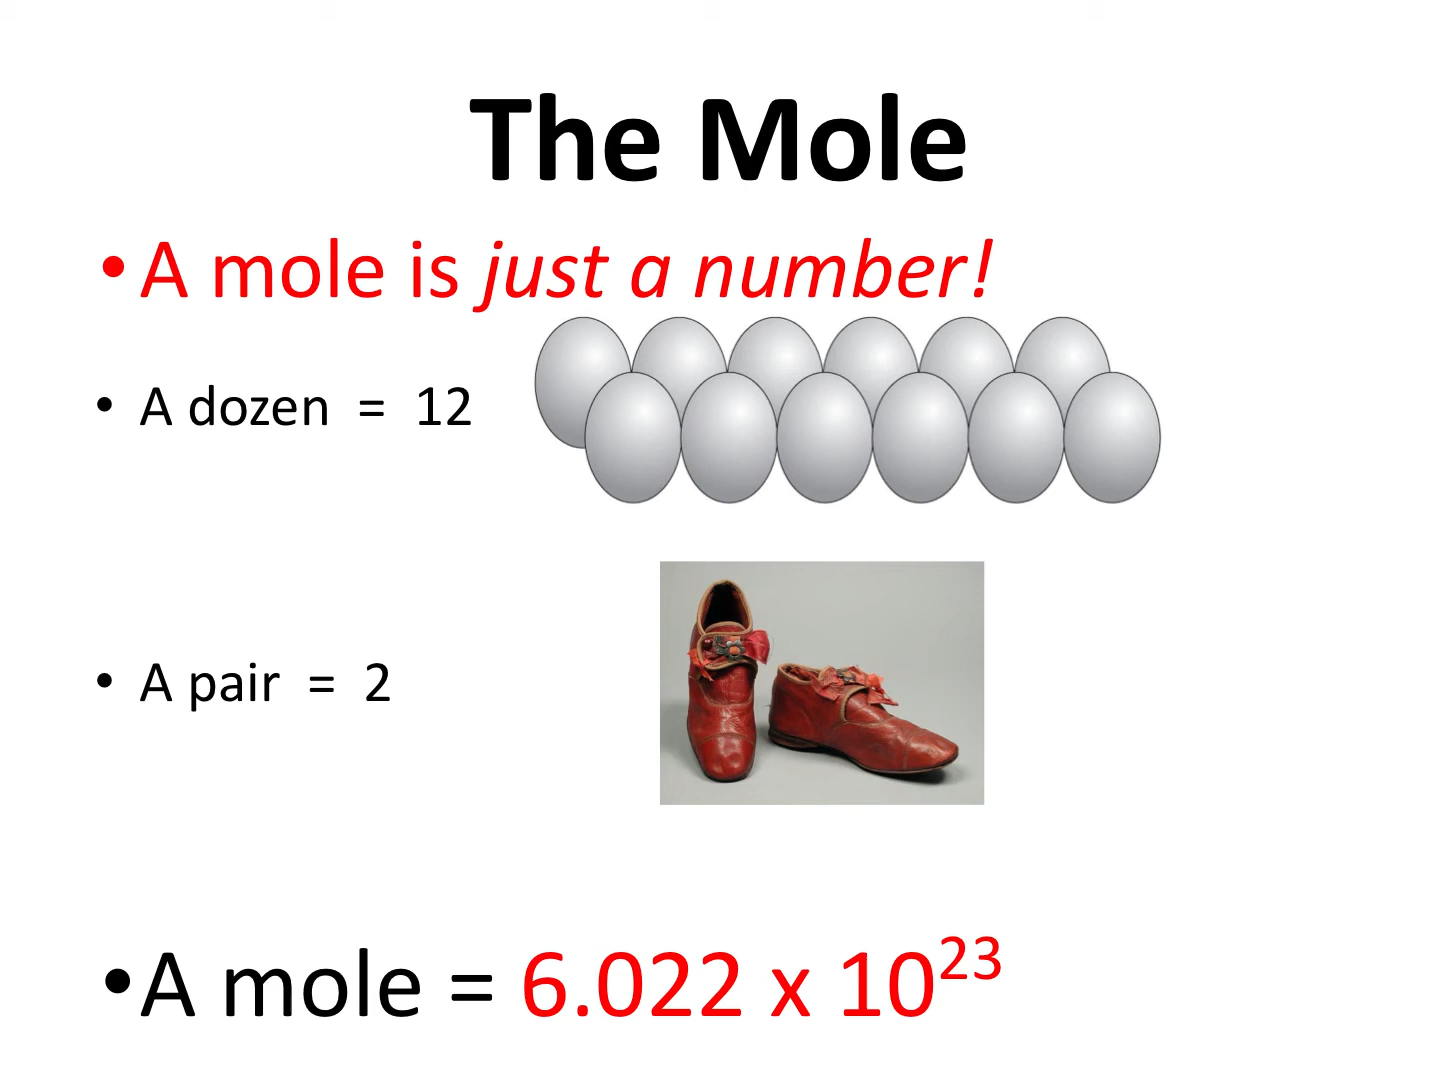 The Mole
• A mole is just a number!
• A dozen = 12
• A pair = 2
• A mole = 6.022 x 10²³